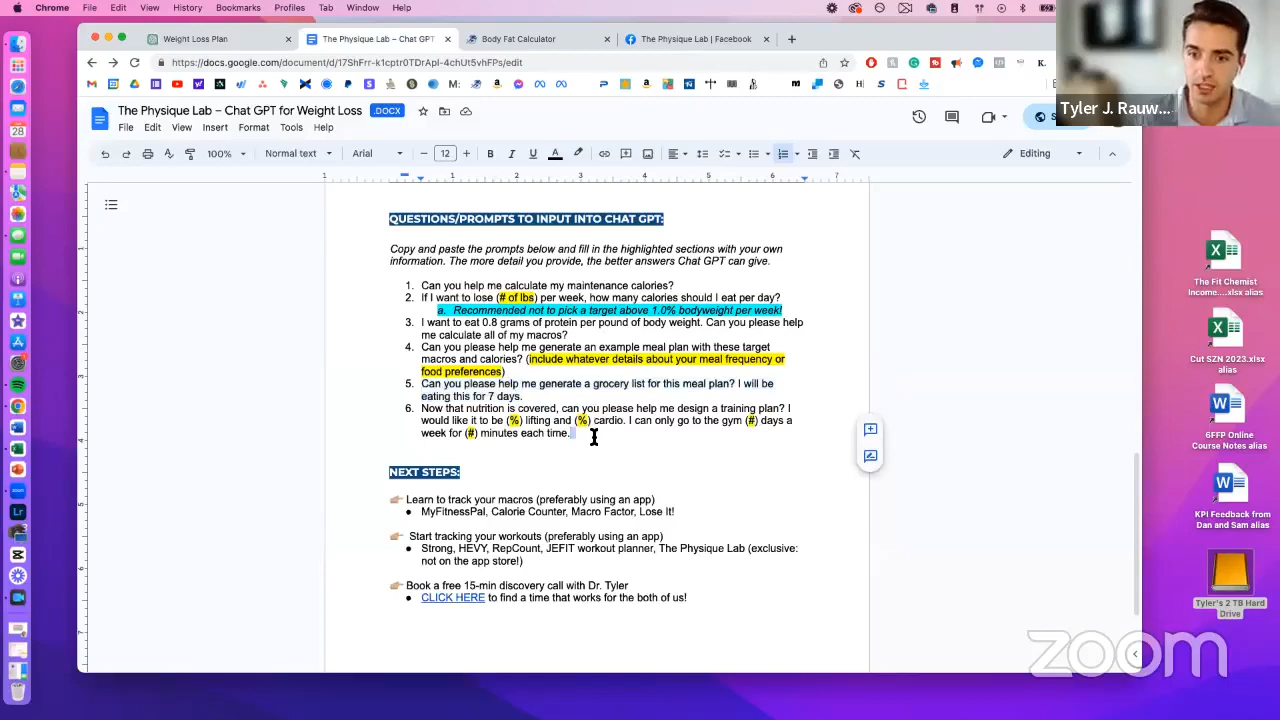 Chrome File Edit View History Bookmarks Profiles Tab Window Help
Weight Loss Plan
The Physique Lab – Chat GPT
Body Fat Calculator
The Physique Lab | Facebook
The Physique Lab – Chat GPT for Weight Loss .DOCX
File Edit View Insert Format Tools Help
100% Normal text Arial 12 Editing
Tyler J. Rauw...
1 1 2 3 4 5 6 7
QUESTIONS/PROMPTS TO INPUT INTO CHAT GPT:
Copy and paste the prompts below and fill in the highlighted sections with your own
information. The more detail you provide, the better answers Chat GPT can give.
1. Can you help me calculate my maintenance calories?
2. If I want to lose (# of lbs) per week, how many calories should I eat per day?
a. Recommended not to pick a target above 1.0% bodyweight per week!
3. I want to eat 0.8 grams of protein per pound of body weight. Can you please help
me calculate all of my macros?
4. Can you please help me generate an example meal plan with these target
macros and calories? (include whatever details about your meal frequency or
food preferences)
5. Can you please help me generate a grocery list for this meal plan? I will be
eating this for 7 days.
6. Now that nutrition is covered, can you please help me design a training plan? I
would like it to be (%) lifting and (%) cardio. I can only go to the gym (#) days a
week for (#) minutes each time.
NEXT STEPS:
Learn to track your macros (preferably using an app)
● MyFitnessPal, Calorie Counter, Macro Factor, Lose It!
Start tracking your workouts (preferably using an app)
● Strong, HEVY, RepCount, JEFIT workout planner, The Physique Lab (exclusive:
not on the app store!)
Book a free 15-min discovery call with Dr. Tyler
● CLICK HERE to find a time that works for the both of us!
The Fit Chemist
Income....xlsx alias
Cut SZN 2023.xlsx
alias
6FFP Online
Course Notes alias
KPI Feedback from
Dan and Sam alias
Tyler's 2 TB Hard
Drive
zoom